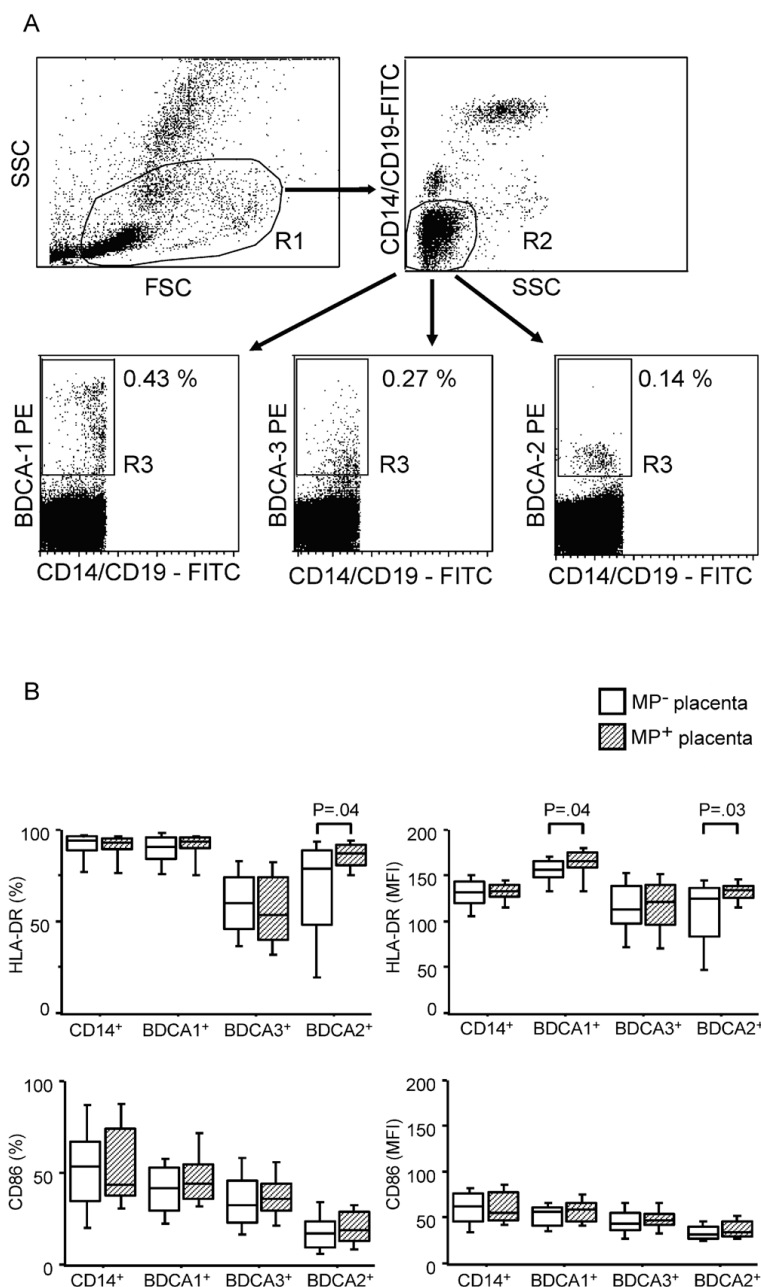 A
SSC
R1
FSC
CD14/CD19-FITC
R2
SSC
BDCA-1 PE
0.43 %
R3
CD14/CD19 - FITC
BDCA-3 PE
0.27 %
R3
CD14/CD19 - FITC
BDCA-2 PE
0.14 %
R3
CD14/CD19 - FITC
B
MP⁻ placenta
MP⁺ placenta
HLA-DR (%)
100
50
0
P=.04
CD14⁺ BDCA1⁺ BDCA3⁺ BDCA2⁺
HLA-DR (MFI)
200
150
100
50
0
P=.04
P=.03
CD14⁺ BDCA1⁺ BDCA3⁺ BDCA2⁺
CD86 (%)
100
50
0
CD14⁺ BDCA1⁺ BDCA3⁺ BDCA2⁺
CD86 (MFI)
200
150
100
50
0
CD14⁺ BDCA1⁺ BDCA3⁺ BDCA2⁺